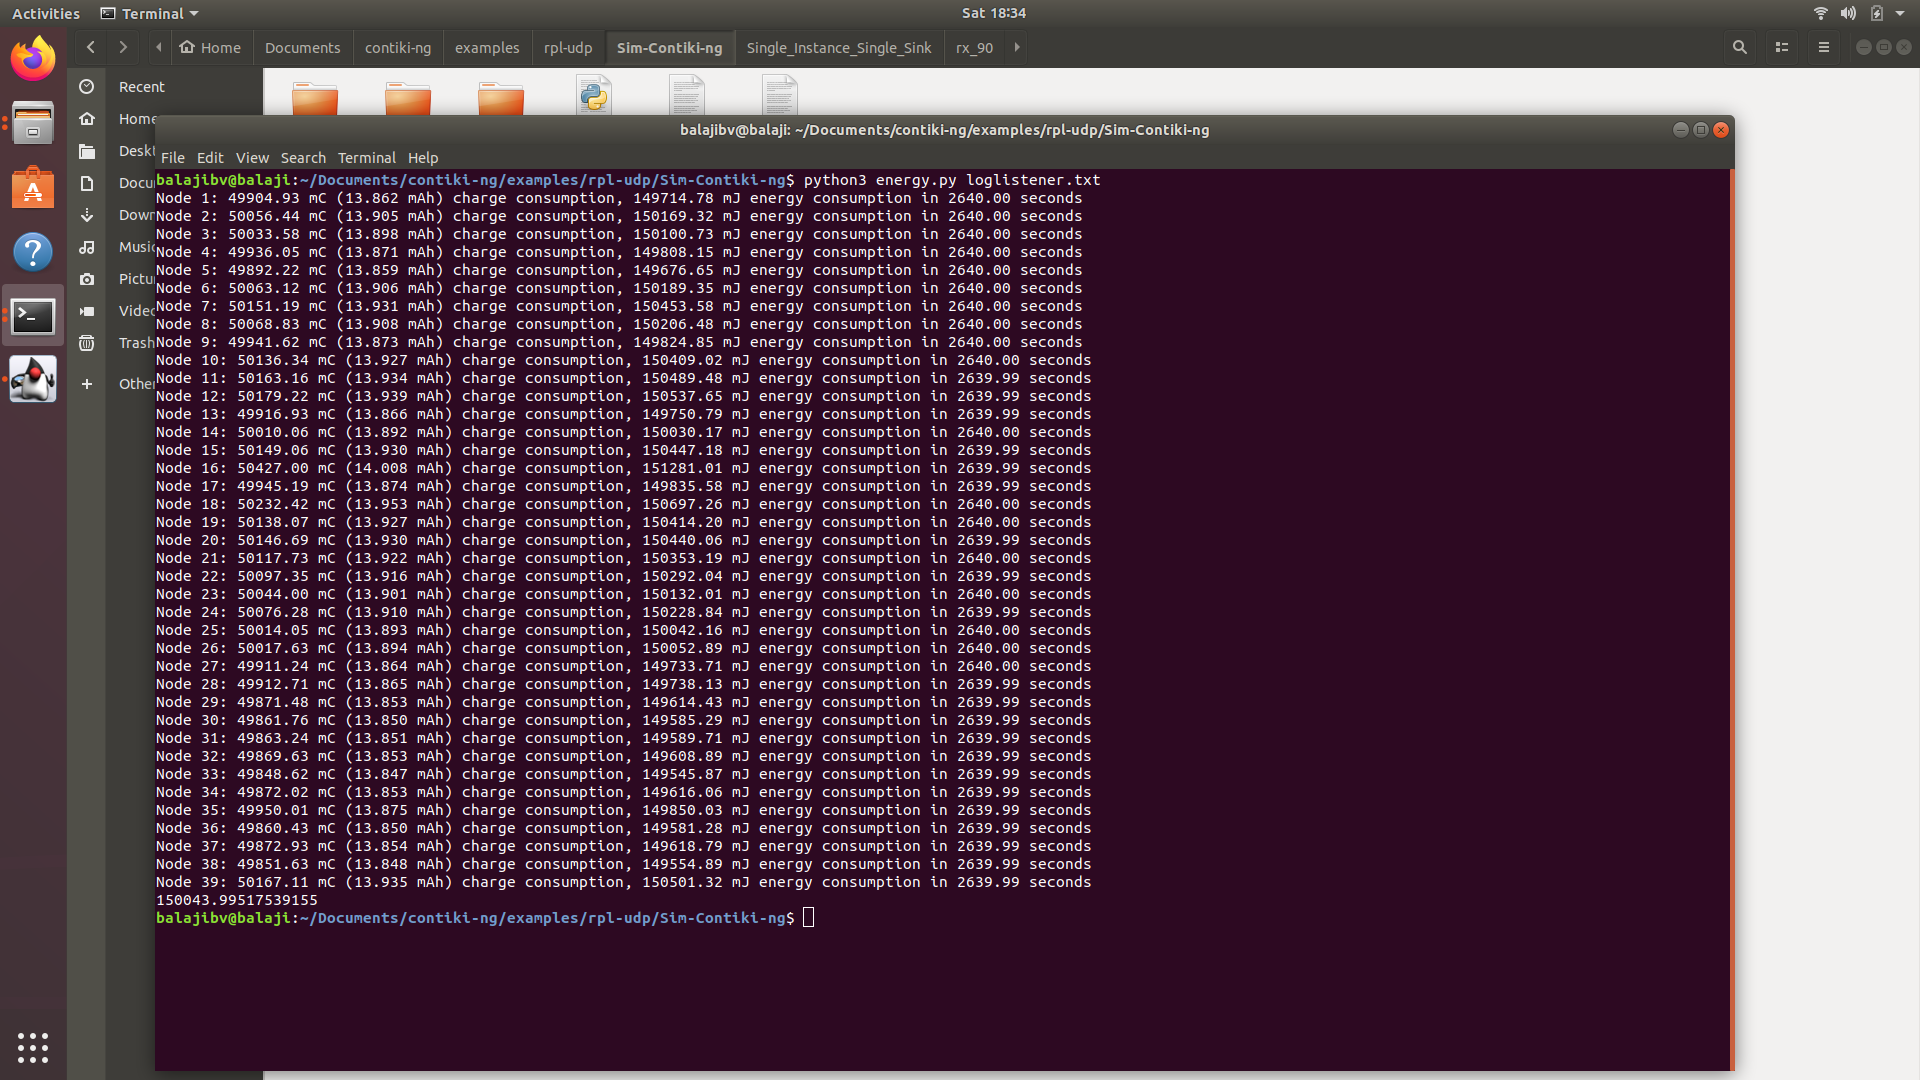 Activities
Terminal
Sat 18:34
Home
Documents
contiki-ng
examples
rpl-udp
Sim-Contiki-ng
Single_Instance_Single_Sink
rx_90
Recent
Home
Deskt
Docu
Down
Music
Pictu
Video
Trash
Other
balajibv@balaji: ~/Documents/contiki-ng/examples/rpl-udp/Sim-Contiki-ng
File Edit View Search Terminal Help
balajibv@balaji:~/Documents/contiki-ng/examples/rpl-udp/Sim-Contiki-ng$ python3 energy.py loglistener.txt
Node 1: 49904.93 mC (13.862 mAh) charge consumption, 149714.78 mJ energy consumption in 2640.00 seconds
Node 2: 50056.44 mC (13.905 mAh) charge consumption, 150169.32 mJ energy consumption in 2640.00 seconds
Node 3: 50033.58 mC (13.898 mAh) charge consumption, 150100.73 mJ energy consumption in 2640.00 seconds
Node 4: 49936.05 mC (13.871 mAh) charge consumption, 149808.15 mJ energy consumption in 2640.00 seconds
Node 5: 49892.22 mC (13.859 mAh) charge consumption, 149676.65 mJ energy consumption in 2640.00 seconds
Node 6: 50063.12 mC (13.906 mAh) charge consumption, 150189.35 mJ energy consumption in 2640.00 seconds
Node 7: 50151.19 mC (13.931 mAh) charge consumption, 150453.58 mJ energy consumption in 2640.00 seconds
Node 8: 50068.83 mC (13.908 mAh) charge consumption, 150206.48 mJ energy consumption in 2640.00 seconds
Node 9: 49941.62 mC (13.873 mAh) charge consumption, 149824.85 mJ energy consumption in 2640.00 seconds
Node 10: 50136.34 mC (13.927 mAh) charge consumption, 150409.02 mJ energy consumption in 2640.00 seconds
Node 11: 50163.16 mC (13.934 mAh) charge consumption, 150489.48 mJ energy consumption in 2639.99 seconds
Node 12: 50179.22 mC (13.939 mAh) charge consumption, 150537.65 mJ energy consumption in 2639.99 seconds
Node 13: 49916.93 mC (13.866 mAh) charge consumption, 149750.79 mJ energy consumption in 2639.99 seconds
Node 14: 50010.06 mC (13.892 mAh) charge consumption, 150030.17 mJ energy consumption in 2640.00 seconds
Node 15: 50149.06 mC (13.930 mAh) charge consumption, 150447.18 mJ energy consumption in 2639.99 seconds
Node 16: 50427.00 mC (14.008 mAh) charge consumption, 151281.01 mJ energy consumption in 2639.99 seconds
Node 17: 49945.19 mC (13.874 mAh) charge consumption, 149835.58 mJ energy consumption in 2639.99 seconds
Node 18: 50232.42 mC (13.953 mAh) charge consumption, 150697.26 mJ energy consumption in 2640.00 seconds
Node 19: 50138.07 mC (13.927 mAh) charge consumption, 150414.20 mJ energy consumption in 2640.00 seconds
Node 20: 50146.69 mC (13.930 mAh) charge consumption, 150440.06 mJ energy consumption in 2639.99 seconds
Node 21: 50117.73 mC (13.922 mAh) charge consumption, 150353.19 mJ energy consumption in 2640.00 seconds
Node 22: 50097.35 mC (13.916 mAh) charge consumption, 150292.04 mJ energy consumption in 2639.99 seconds
Node 23: 50044.00 mC (13.901 mAh) charge consumption, 150132.01 mJ energy consumption in 2640.00 seconds
Node 24: 50076.28 mC (13.910 mAh) charge consumption, 150228.84 mJ energy consumption in 2639.99 seconds
Node 25: 50014.05 mC (13.893 mAh) charge consumption, 150042.16 mJ energy consumption in 2640.00 seconds
Node 26: 50017.63 mC (13.894 mAh) charge consumption, 150052.89 mJ energy consumption in 2640.00 seconds
Node 27: 49911.24 mC (13.864 mAh) charge consumption, 149733.71 mJ energy consumption in 2640.00 seconds
Node 28: 49912.71 mC (13.865 mAh) charge consumption, 149738.13 mJ energy consumption in 2639.99 seconds
Node 29: 49871.48 mC (13.853 mAh) charge consumption, 149614.43 mJ energy consumption in 2639.99 seconds
Node 30: 49861.76 mC (13.850 mAh) charge consumption, 149585.29 mJ energy consumption in 2639.99 seconds
Node 31: 49863.24 mC (13.851 mAh) charge consumption, 149589.71 mJ energy consumption in 2639.99 seconds
Node 32: 49869.63 mC (13.853 mAh) charge consumption, 149608.89 mJ energy consumption in 2639.99 seconds
Node 33: 49848.62 mC (13.847 mAh) charge consumption, 149545.87 mJ energy consumption in 2639.99 seconds
Node 34: 49872.02 mC (13.853 mAh) charge consumption, 149616.06 mJ energy consumption in 2639.99 seconds
Node 35: 49950.01 mC (13.875 mAh) charge consumption, 149850.03 mJ energy consumption in 2639.99 seconds
Node 36: 49860.43 mC (13.850 mAh) charge consumption, 149581.28 mJ energy consumption in 2639.99 seconds
Node 37: 49872.93 mC (13.854 mAh) charge consumption, 149618.79 mJ energy consumption in 2639.99 seconds
Node 38: 49851.63 mC (13.848 mAh) charge consumption, 149554.89 mJ energy consumption in 2639.99 seconds
Node 39: 50167.11 mC (13.935 mAh) charge consumption, 150501.32 mJ energy consumption in 2639.99 seconds
150043.99517539155
balajibv@balaji:~/Documents/contiki-ng/examples/rpl-udp/Sim-Contiki-ng$